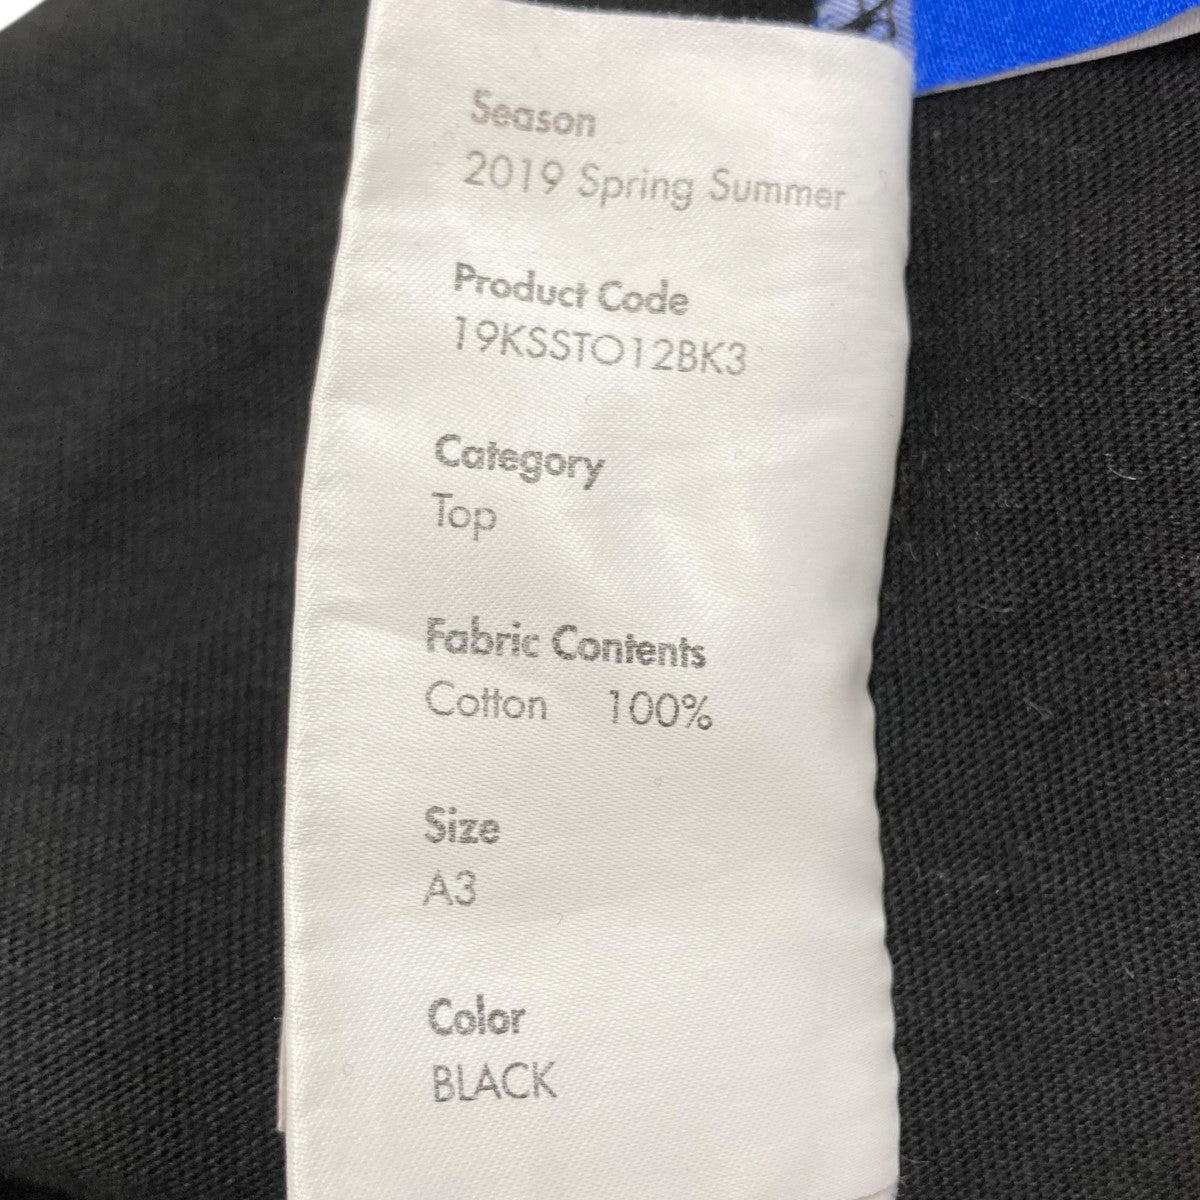 Season
2019 Spring Summer
Product Code
19KSSTO12BK3
Category
Top
Fabric Contents
Cotton 100%
Size
A3
Color
BLACK